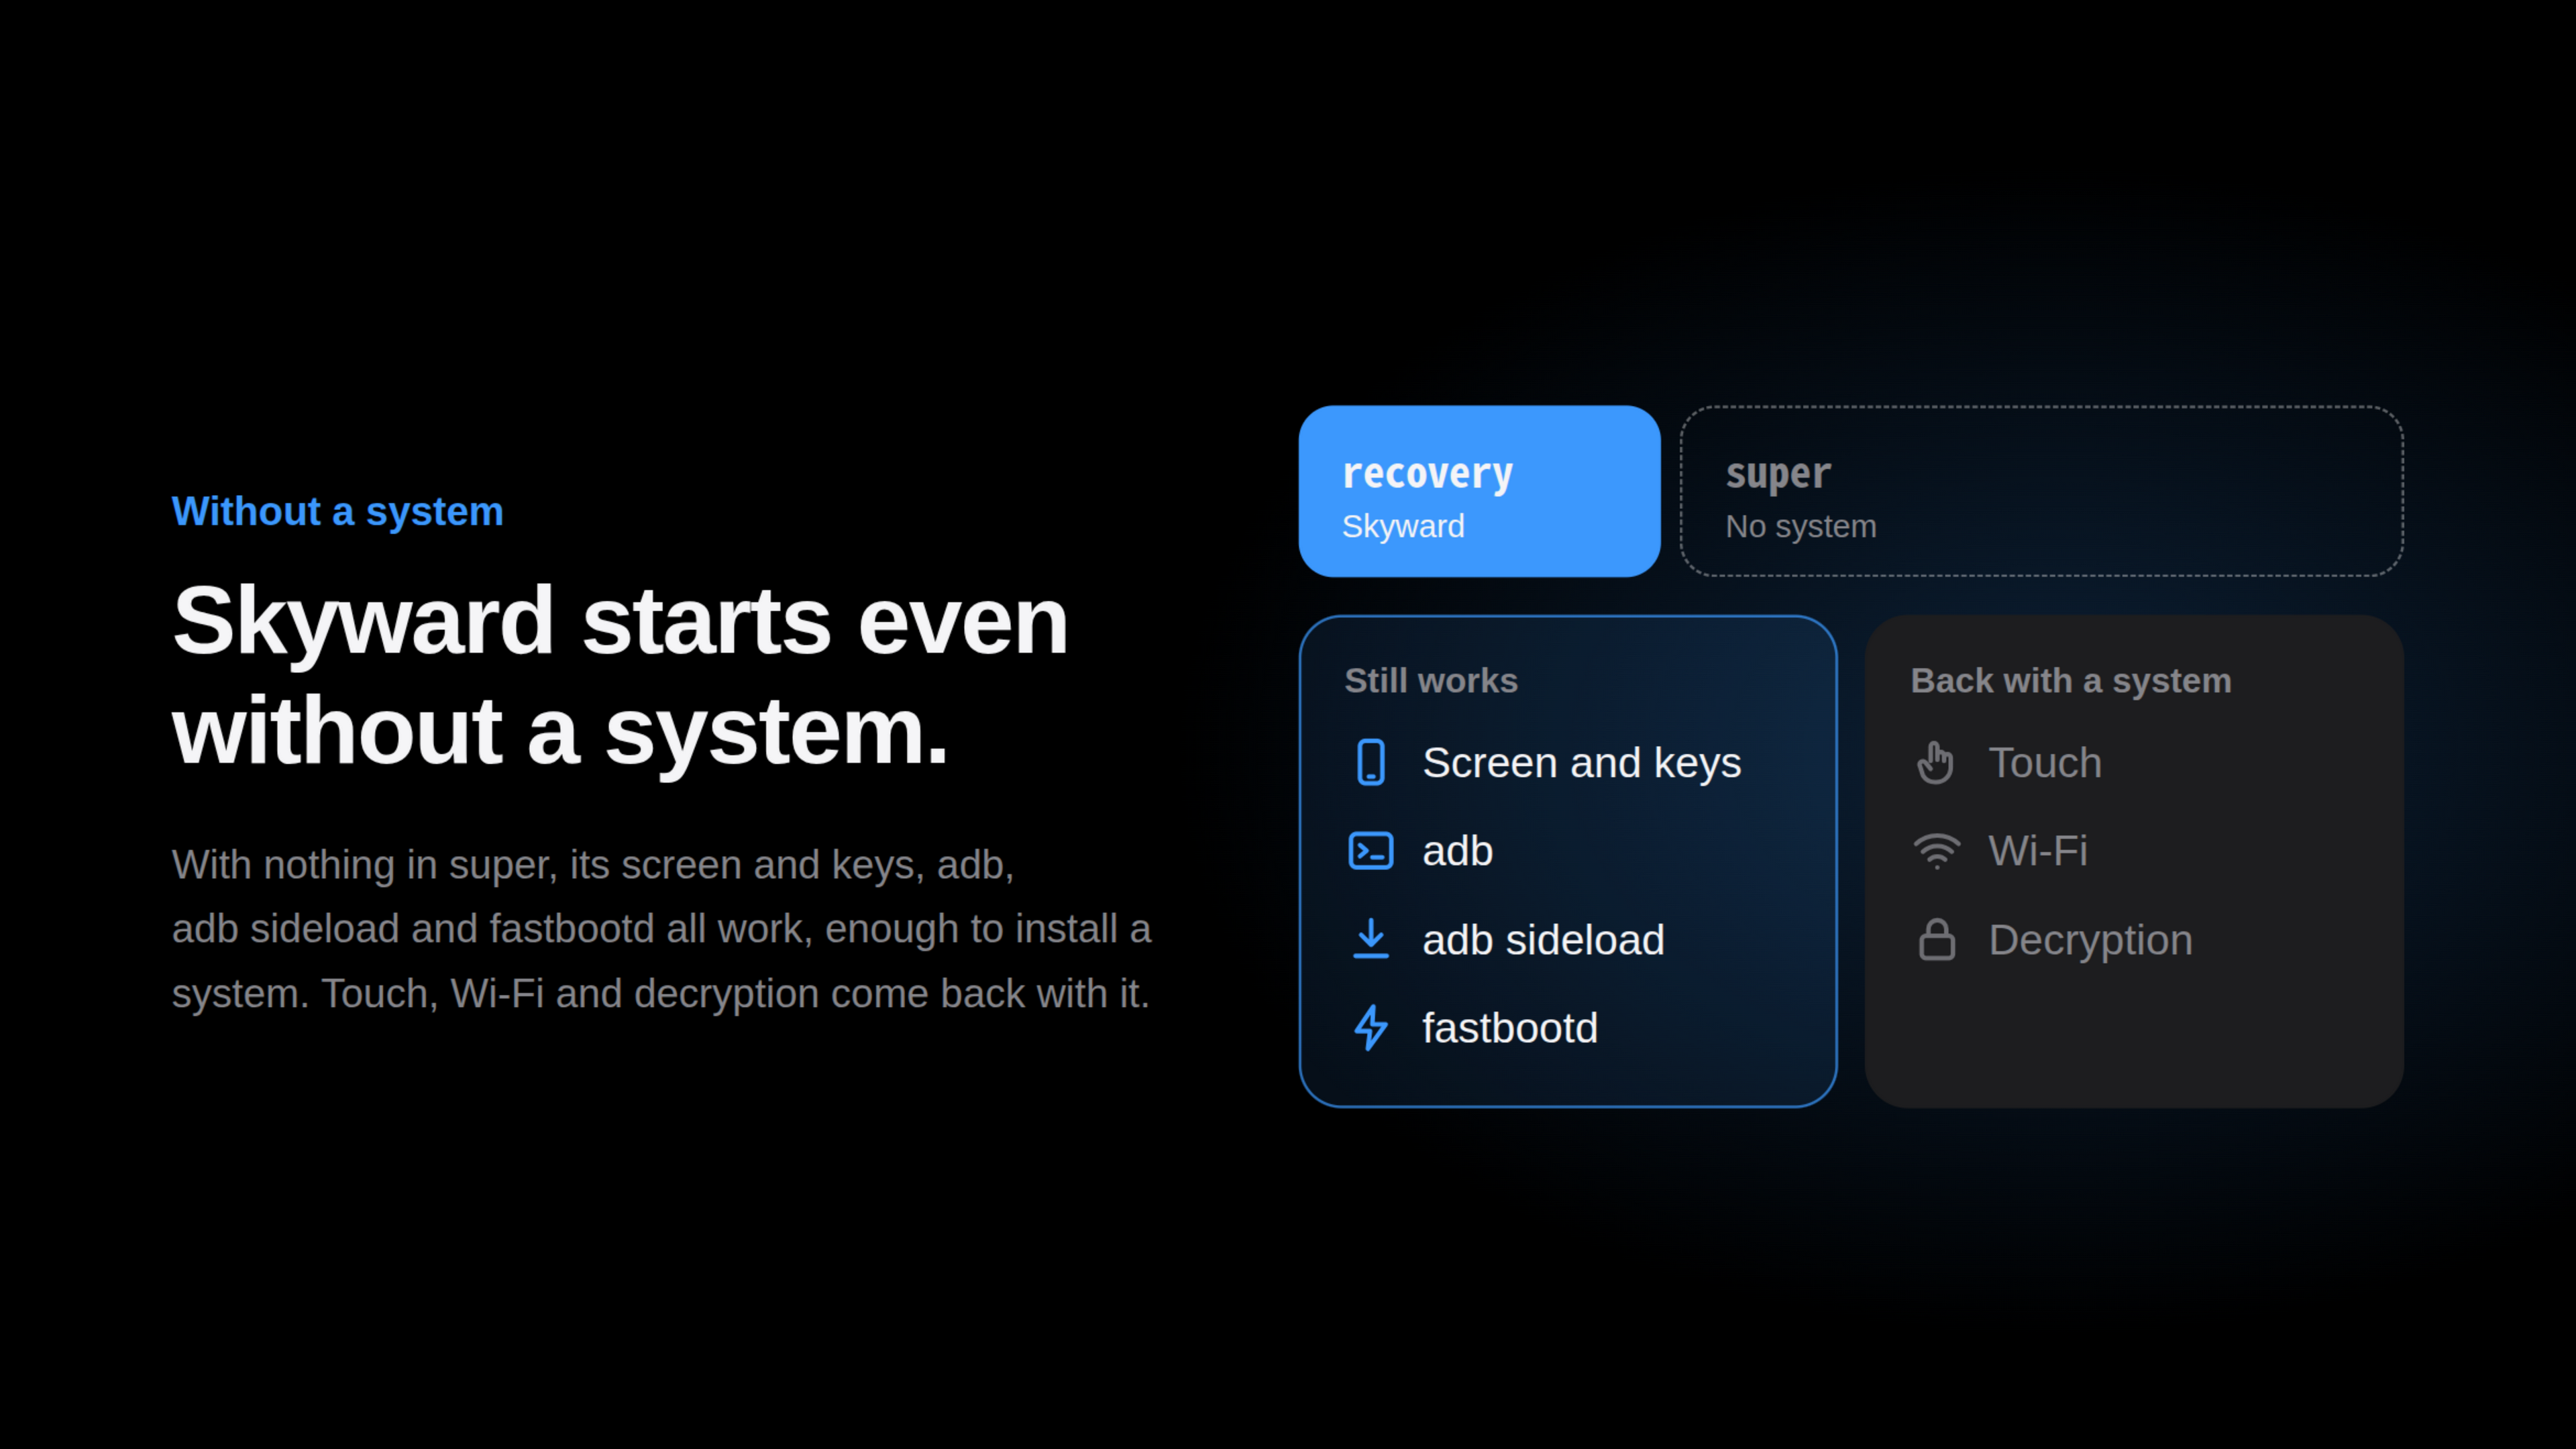 Without a system
Skyward starts even
without a system.
With nothing in super, its screen and keys, adb,
adb sideload and fastbootd all work, enough to install a
system. Touch, Wi-Fi and decryption come back with it.
recovery
Skyward
super
No system
Still works
Screen and keys
adb
adb sideload
fastbootd
Back with a system
Touch
Wi-Fi
Decryption